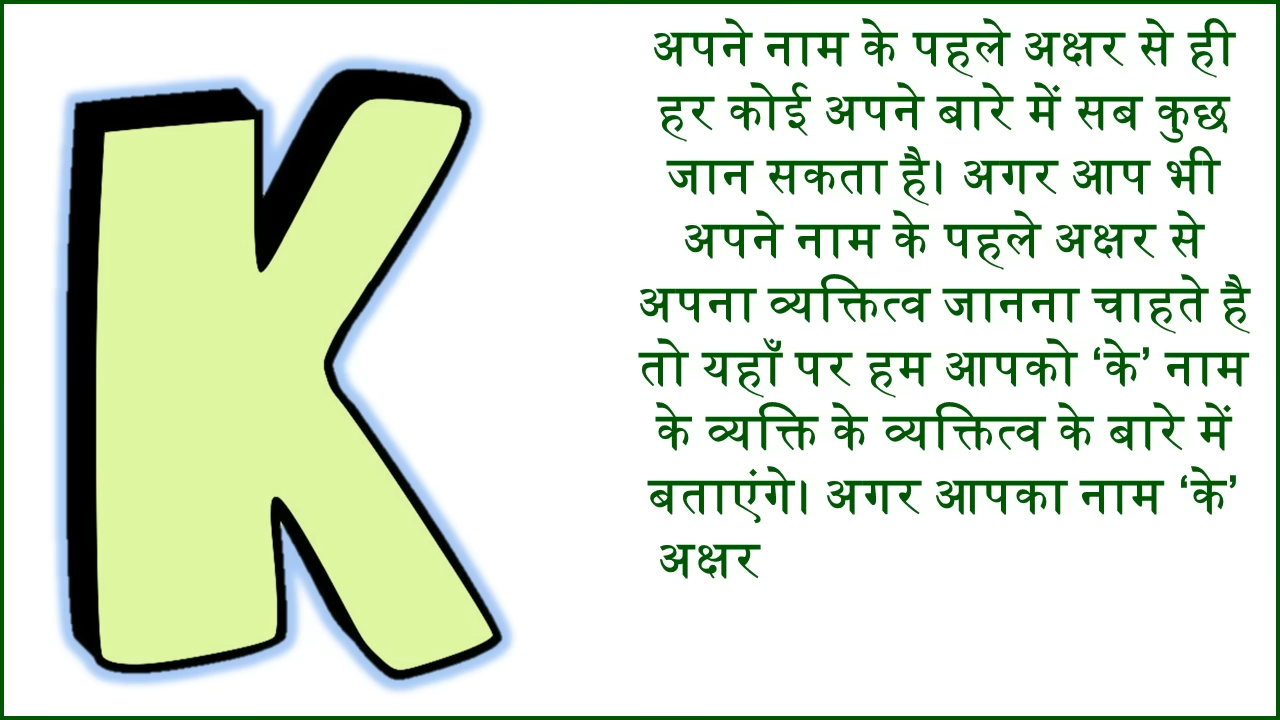 K
अपने नाम के पहले अक्षर से ही
हर कोई अपने बारे में सब कुछ
जान सकता है। अगर आप भी
अपने नाम के पहले अक्षर से
अपना व्यक्तित्व जानना चाहते है
तो यहाँ पर हम आपको ‘के’ नाम
के व्यक्ति के व्यक्तित्व के बारे में
बताएंगे। अगर आपका नाम ‘के’
अक्षर